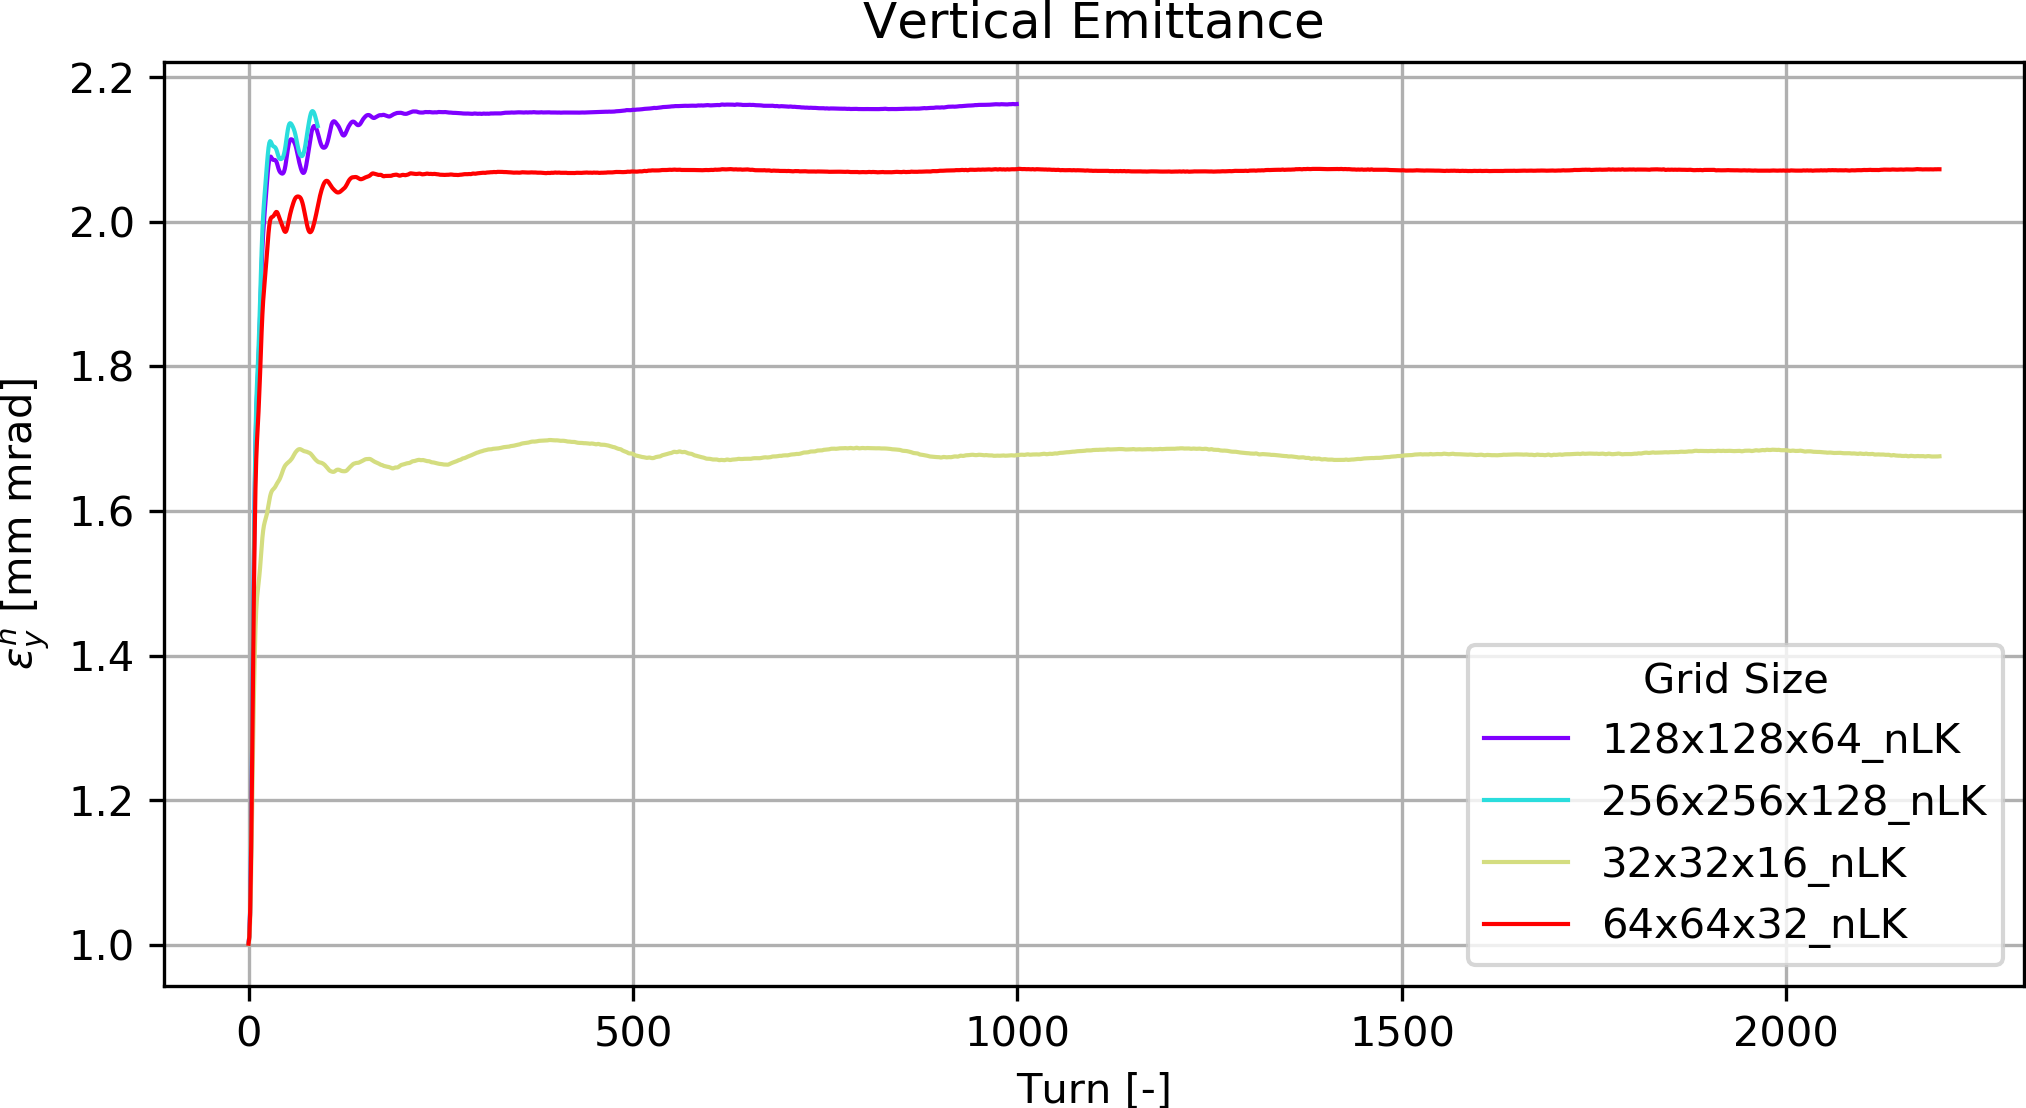 Vertical Emittance
ε_y^n [mm mrad]
2.2
2.0
1.8
1.6
1.4
1.2
1.0
0 500 1000 1500 2000
Turn [-]
Grid Size
128x128x64_nLK
256x256x128_nLK
32x32x16_nLK
64x64x32_nLK